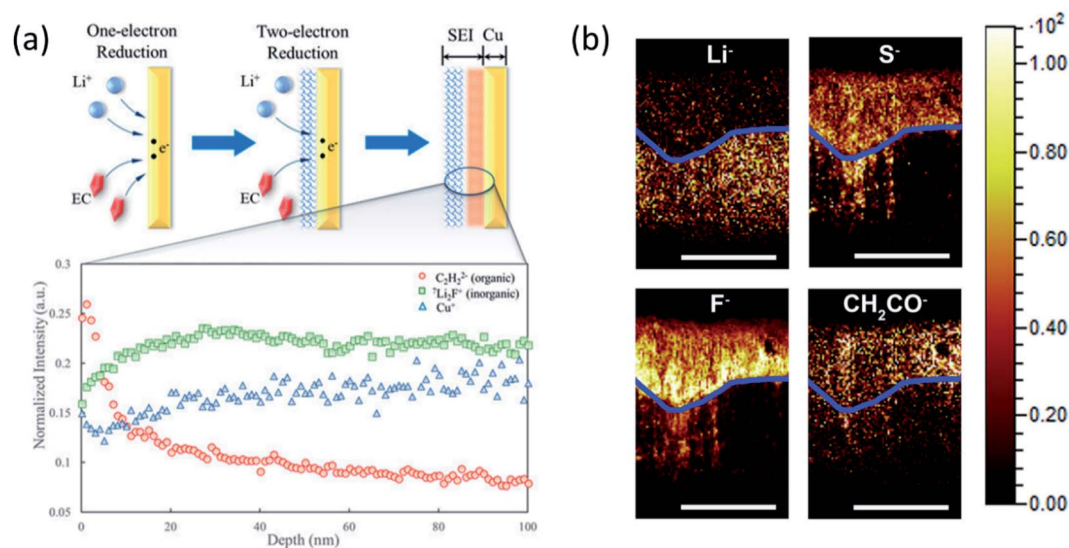 (a)
One-electron
Reduction
Two-electron
Reduction
SEI
Cu
Li⁺
e⁻
EC
Li⁺
e⁻
EC
Normalized Intensity (a.u.)
0.3
0.25
0.2
0.15
0.1
0.05
C₂H₂²⁻ (organic)
⁷Li₂F⁺ (inorganic)
Cu⁺
0
20
40
60
80
100
Depth (nm)
(b)
Li⁻
S⁻
F⁻
CH₂CO⁻
·10²
1.00
0.80
0.60
0.40
0.20
0.00